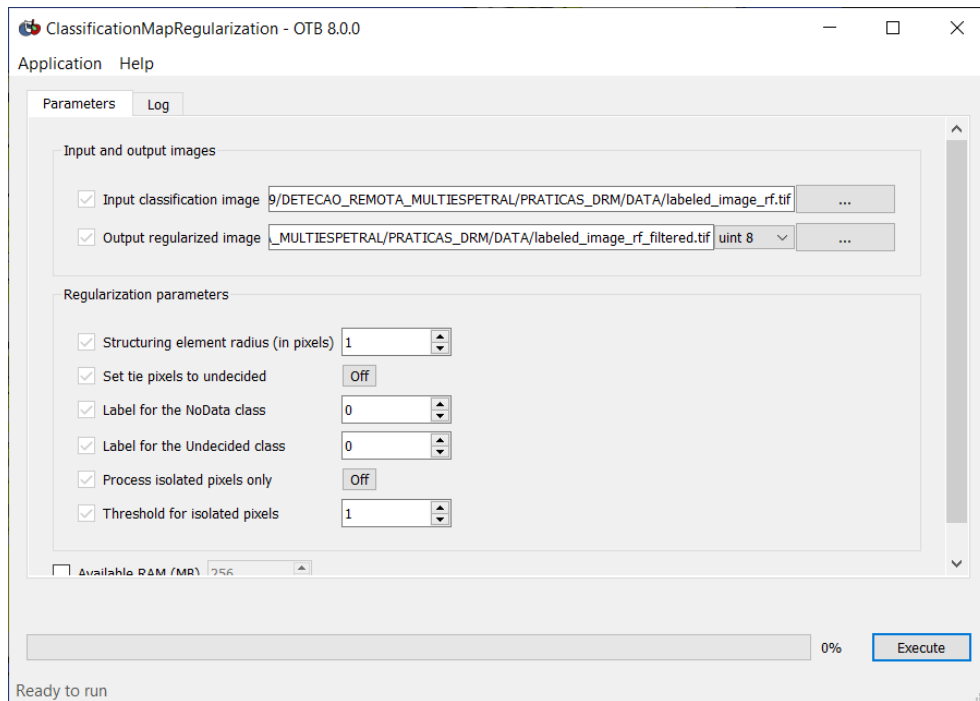 ClassificationMapRegularization - OTB 8.0.0
Application Help
Parameters Log
Input and output images
Input classification image 9/DETECAO_REMOTA_MULTIESPETRAL/PRATICAS_DRM/DATA/labeled_image_rf.tif ...
Output regularized image _MULTIESPETRAL/PRATICAS_DRM/DATA/labeled_image_rf_filtered.tif uint 8 ...
Regularization parameters
Structuring element radius (in pixels) 1
Set tie pixels to undecided Off
Label for the NoData class 0
Label for the Undecided class 0
Process isolated pixels only Off
Threshold for isolated pixels 1
Available RAM (MB) 256
0% Execute
Ready to run